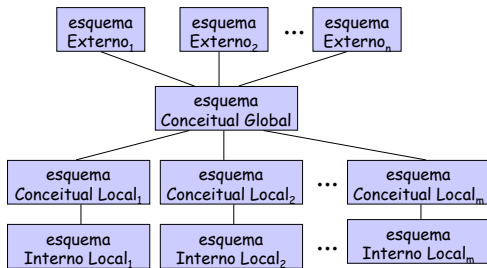 esquema
Externo1
esquema
Externo2
...
esquema
Externon
esquema
Conceitual Global
esquema
Conceitual Local1
esquema
Conceitual Local2
...
esquema
Conceitual Localm
esquema
Interno Local1
esquema
Interno Local2
...
esquema
Interno Localm